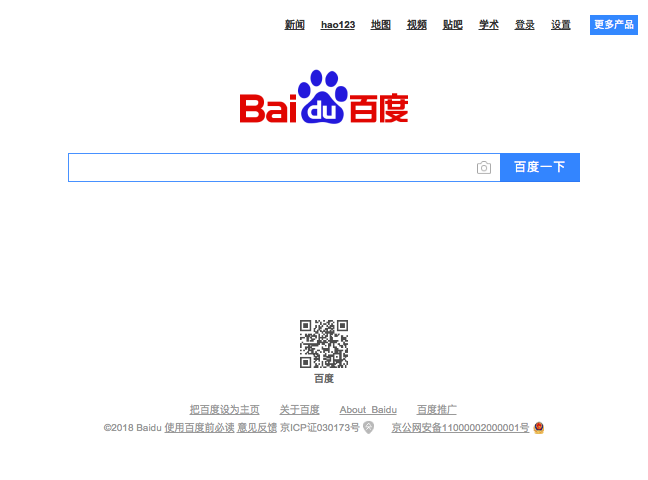 新闻 hao123 地图 视频 贴吧 学术 登录 设置 更多产品
Bai du 百度
百度一下
百度
把百度设为主页 关于百度 About Baidu 百度推广
©2018 Baidu 使用百度前必读 意见反馈 京ICP证030173号 京公网安备11000002000001号